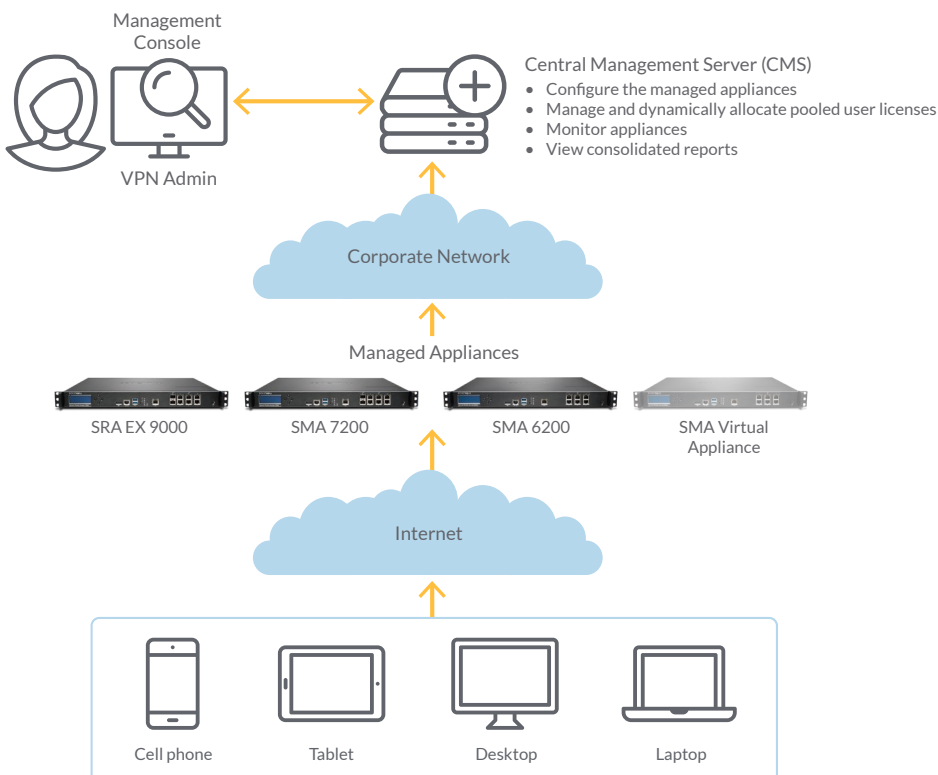 Management
Console
VPN Admin
Central Management Server (CMS)
• Configure the managed appliances
• Manage and dynamically allocate pooled user licenses
• Monitor appliances
• View consolidated reports
Corporate Network
Managed Appliances
SRA EX 9000
SMA 7200
SMA 6200
SMA Virtual
Appliance
Internet
Cell phone
Tablet
Desktop
Laptop